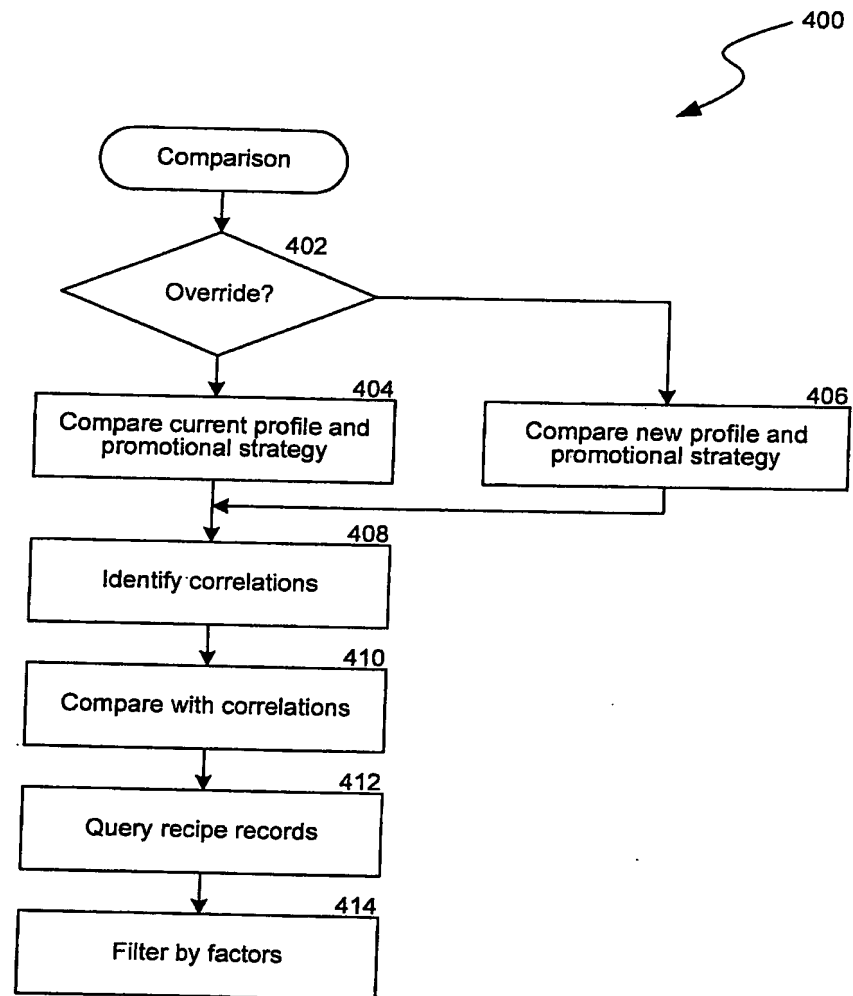 400
Comparison
402
Override?
404
Compare current profile and
promotional strategy
406
Compare new profile and
promotional strategy
408
Identify correlations
410
Compare with correlations
412
Query recipe records
414
Filter by factors